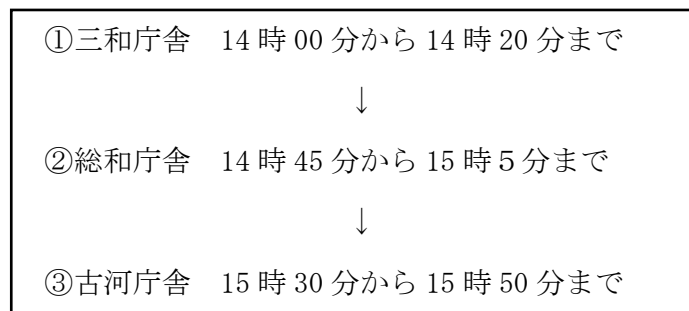 ①三和庁舎　14 時 00 分から 14 時 20 分まで
↓
②総和庁舎　14 時 45 分から 15 時５分まで
↓
③古河庁舎　15 時 30 分から 15 時 50 分まで